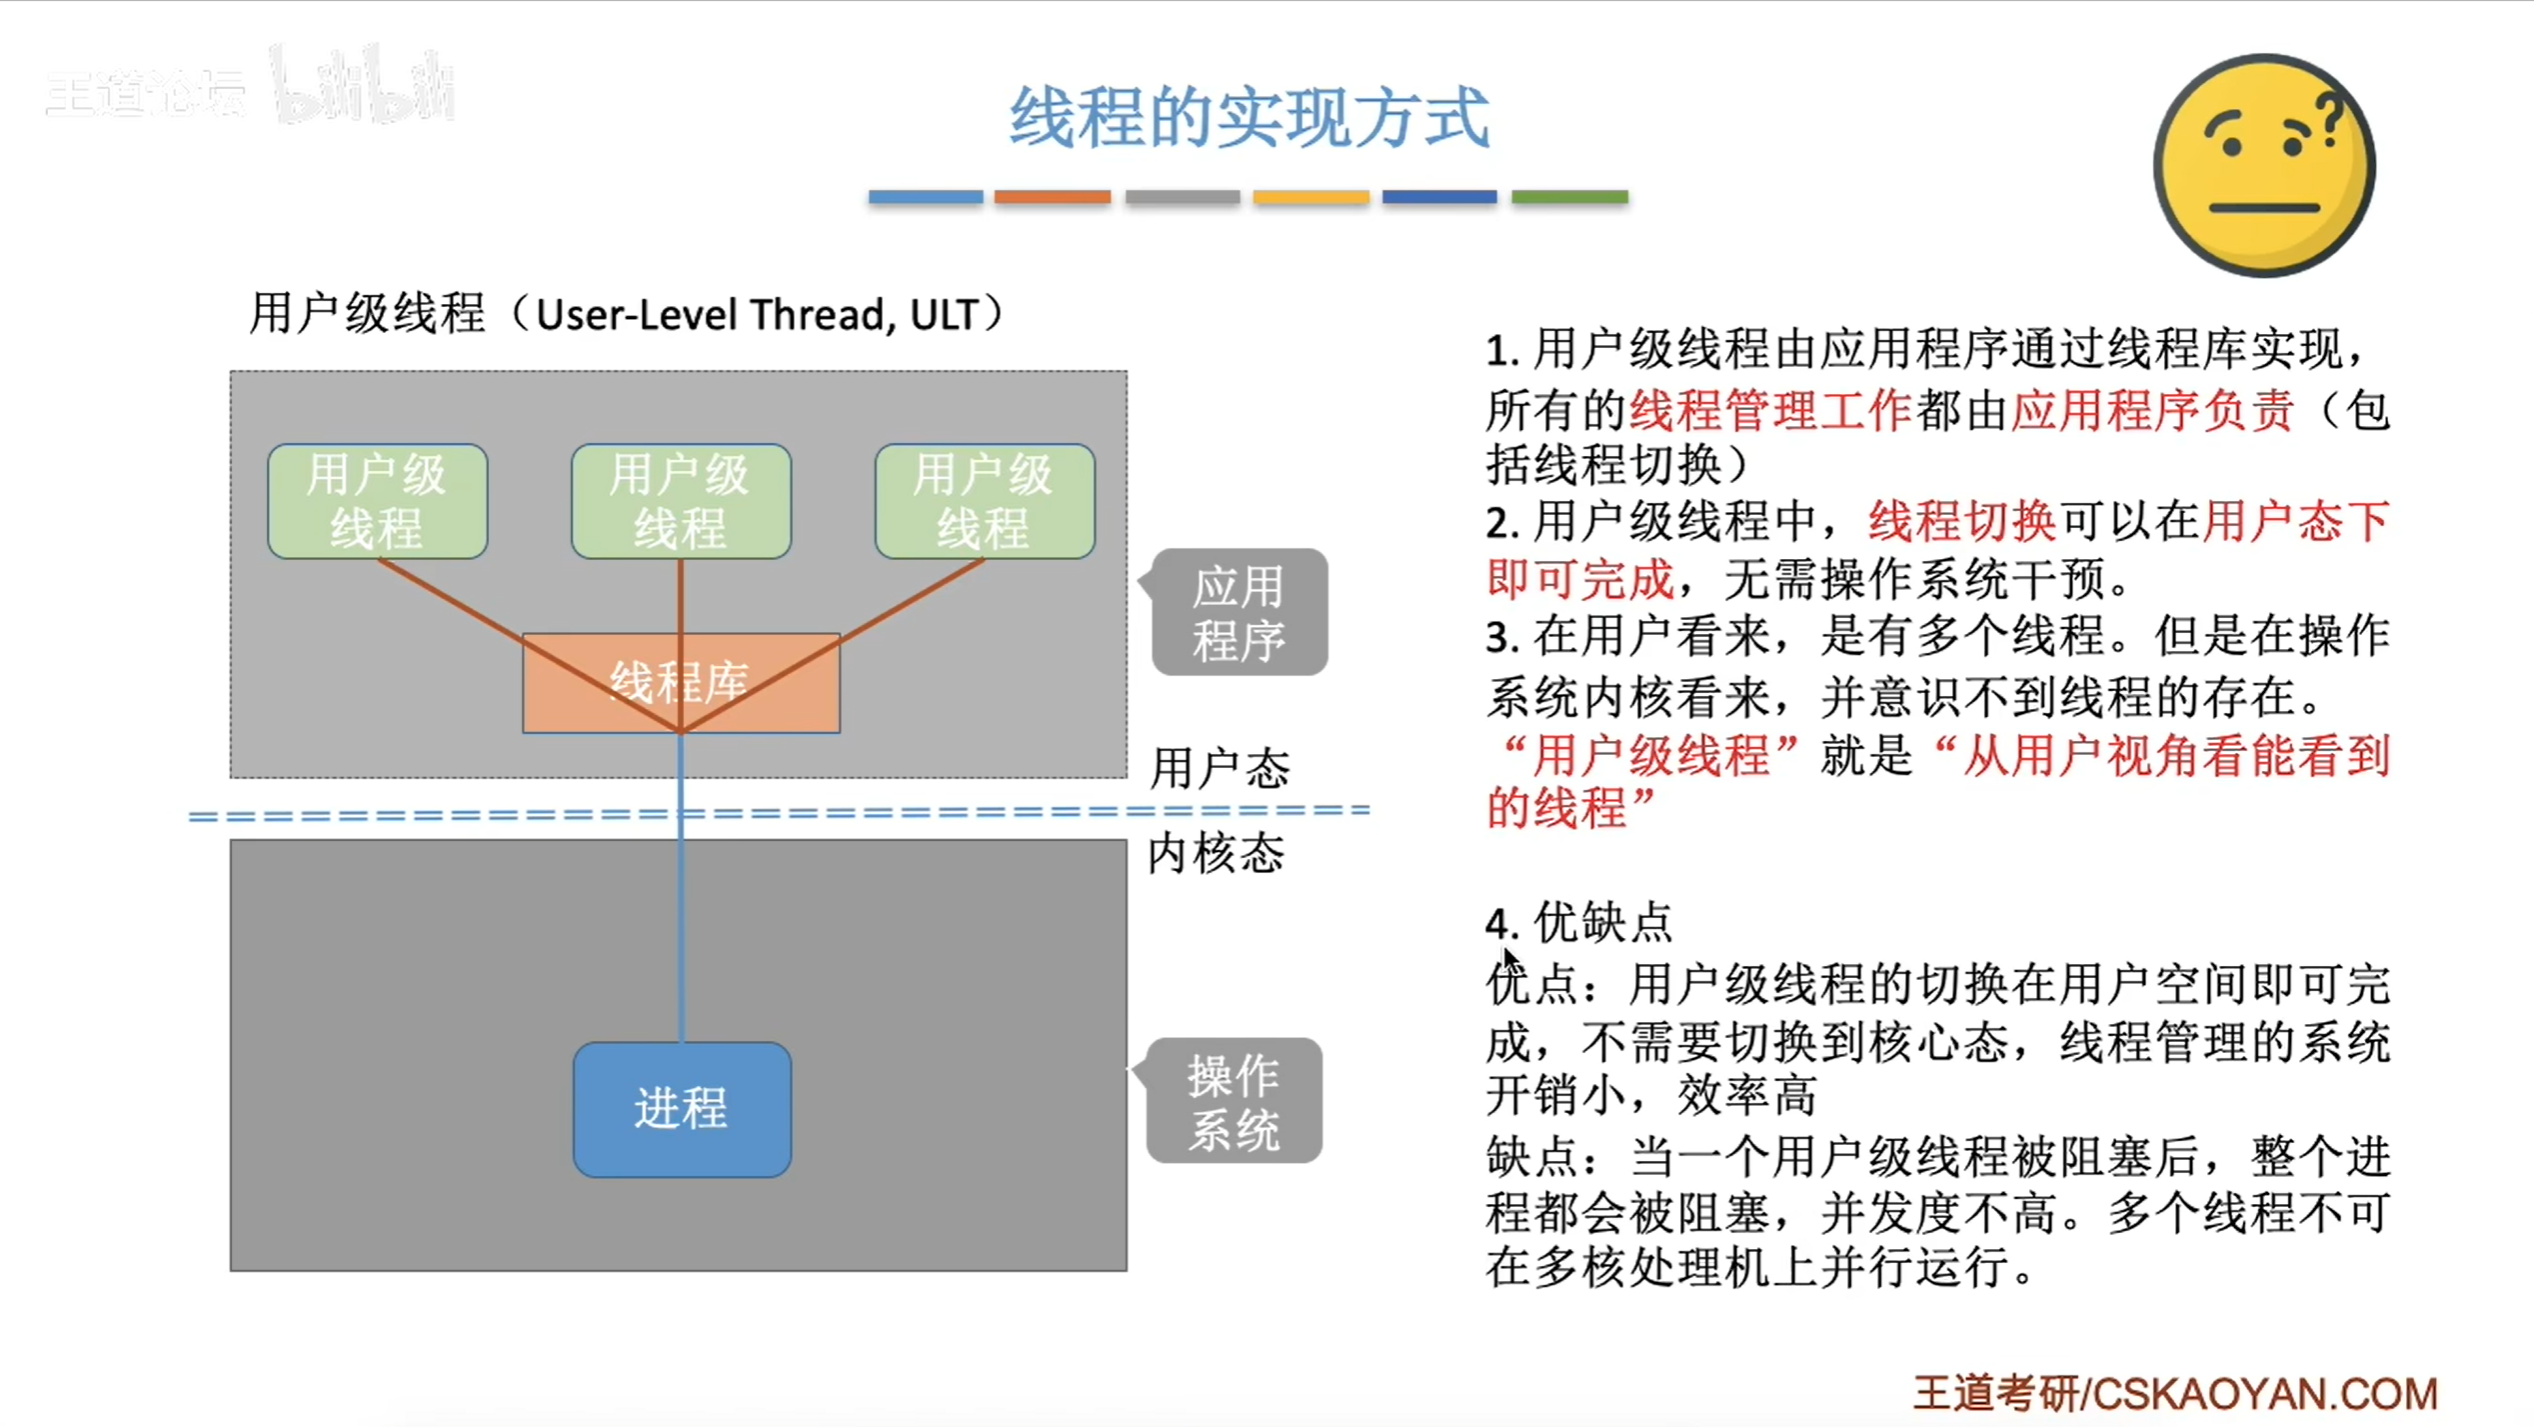 王道论坛 bilibili
线程的实现方式
?
用户级线程（User-Level Thread, ULT）
用户级
线程
用户级
线程
用户级
线程
线程库
应用
程序
用户态
内核态
进程
操作
系统
1. 用户级线程由应用程序通过线程库实现，
所有的线程管理工作都由应用程序负责（包
括线程切换）
2. 用户级线程中，线程切换可以在用户态下
即可完成，无需操作系统干预。
3. 在用户看来，是有多个线程。但是在操作
系统内核看来，并意识不到线程的存在。
“用户级线程”就是“从用户视角看能看到
的线程”
4. 优缺点
优点：用户级线程的切换在用户空间即可完
成，不需要切换到核心态，线程管理的系统
开销小，效率高
缺点：当一个用户级线程被阻塞后，整个进
程都会被阻塞，并发度不高。多个线程不可
在多核处理机上并行运行。
王道考研/CSKAOYAN.COM